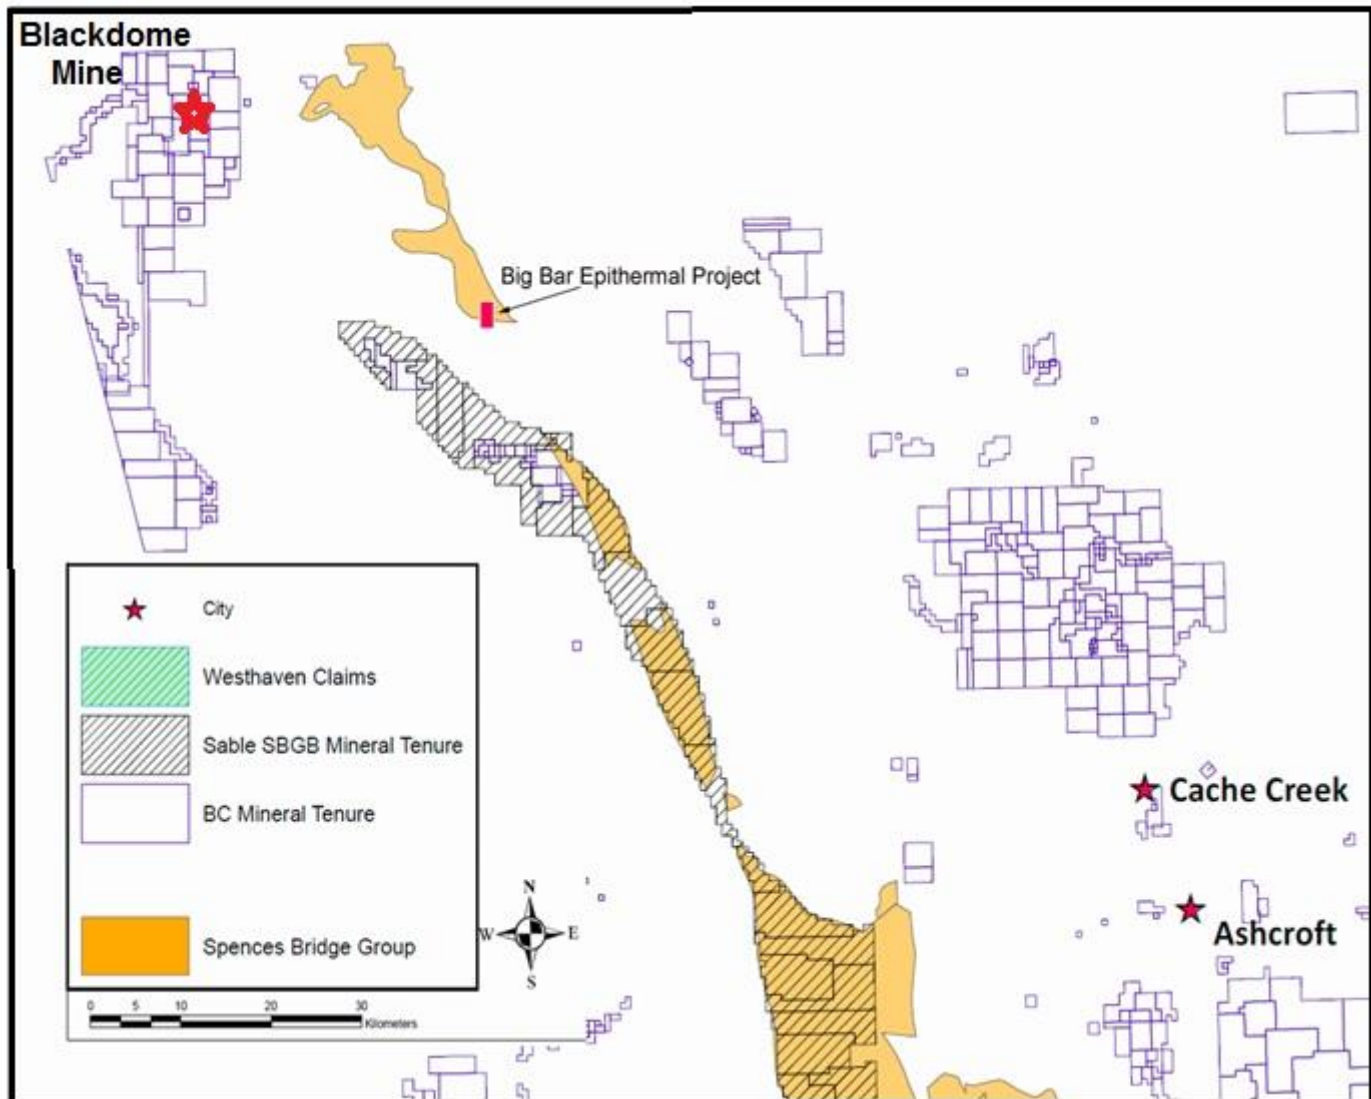 Blackdome
Mine
Big Bar Epithermal Project
City
Westhaven Claims
Sable SBGB Mineral Tenure
BC Mineral Tenure
Spences Bridge Group
N
W E
S
0 5 10 20 30
Kilometers
Cache Creek
Ashcroft